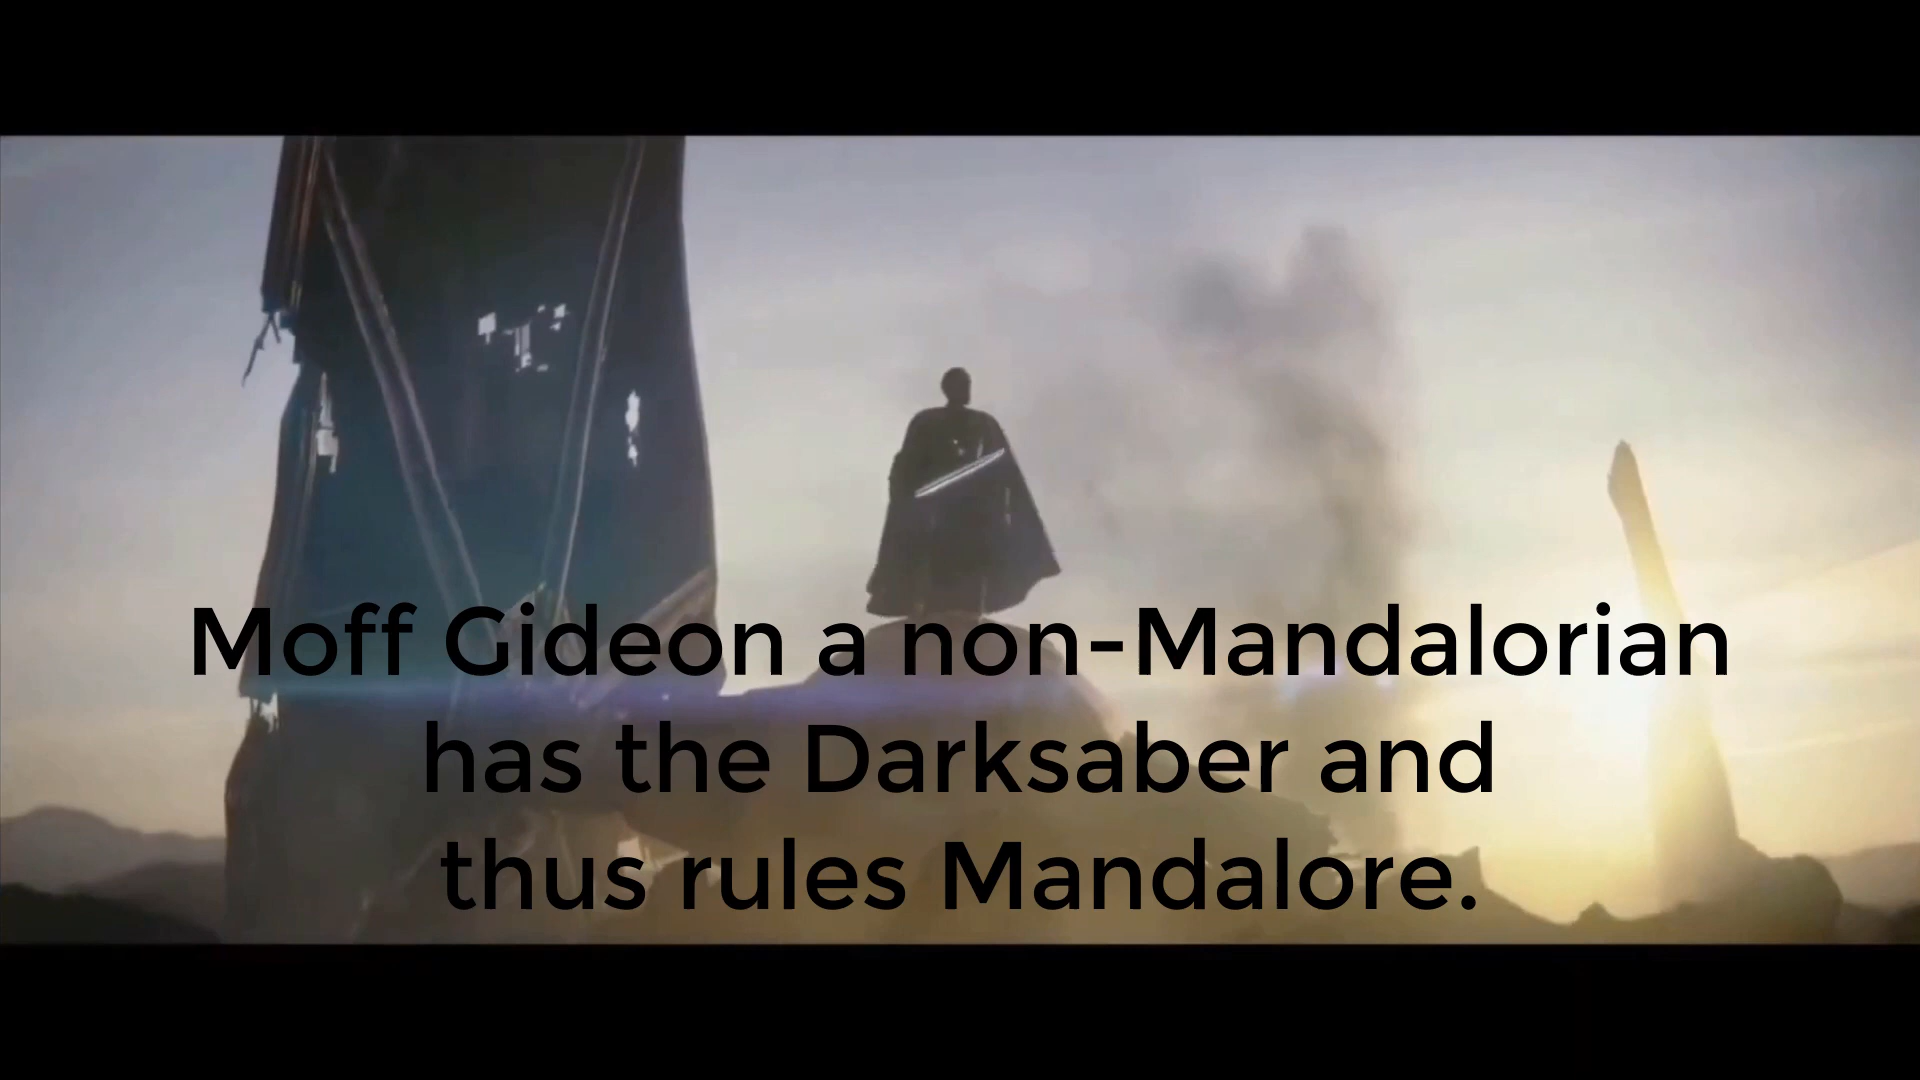 Moff Gideon a non-Mandalorian
has the Darksaber and
thus rules Mandalore.